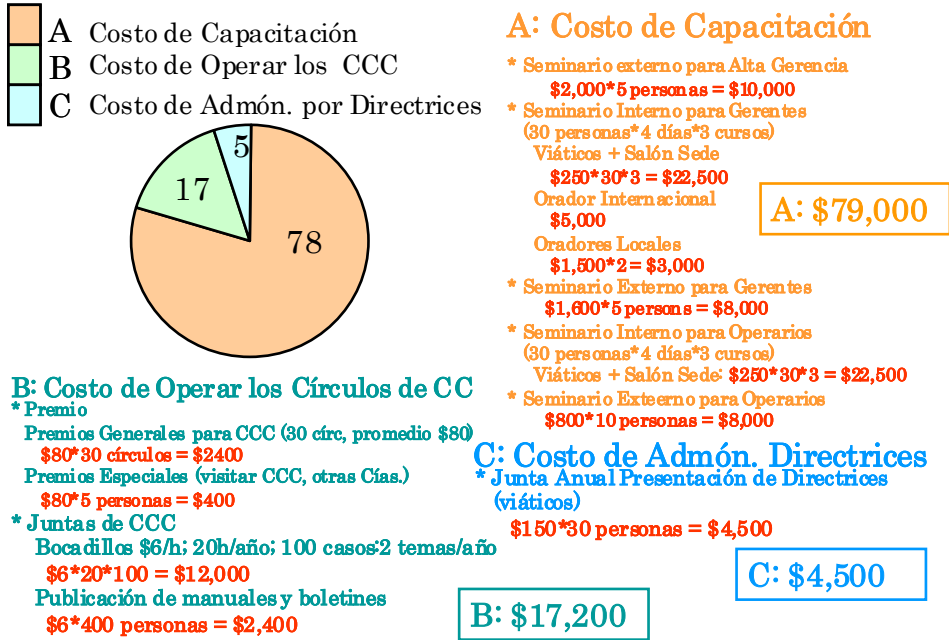 A Costo de Capacitación
B Costo de Operar los CCC
C Costo de Admón. por Directrices
5
17
78
A: Costo de Capacitación
* Seminario externo para Alta Gerencia
$2,000*5 personas = $10,000
* Seminario Interno para Gerentes
(30 personas*4 días*3 cursos)
Viáticos + Salón Sede
$250*30*3 = $22,500
Orador Internacional
$5,000
Oradores Locales
$1,500*2 = $3,000
* Seminario Externo para Gerentes
$1,600*5 persons = $8,000
* Seminario Interno para Operarios
(30 personas*4 días*3 cursos)
Viáticos + Salón Sede: $250*30*3 = $22,500
* Seminario Exteerno para Operarios
$800*10 personas = $8,000
A: $79,000
B: Costo de Operar los Círculos de CC
* Premio
Premios Generales para CCC (30 círc, promedio $80)
$80*30 círculos = $2400
Premios Especiales (visitar CCC, otras Cías.)
$80*5 personas = $400
* Juntas de CCC
Bocadillos $6/h; 20h/año; 100 casos:2 temas/año
$6*20*100 = $12,000
Publicación de manuales y boletines
$6*400 personas = $2,400
B: $17,200
C: Costo de Admón. Directrices
* Junta Anual Presentación de Directrices
(viáticos)
$150*30 personas = $4,500
C: $4,500